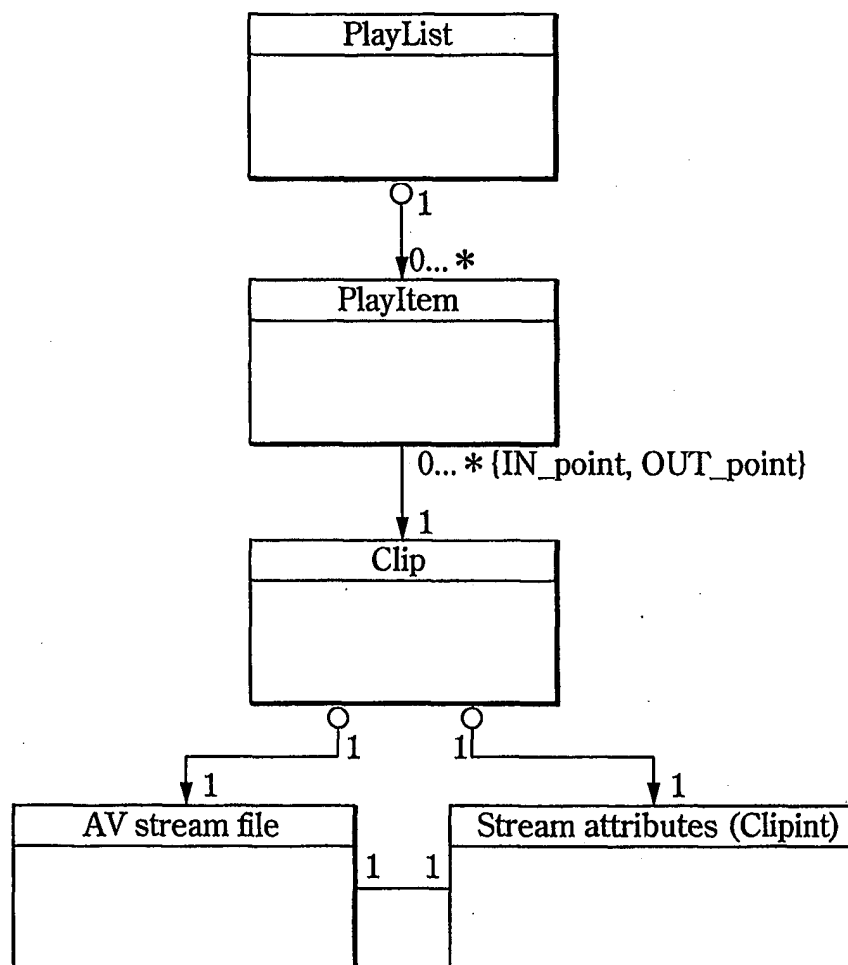 PlayList
1
0... *
PlayItem
0... * {IN_point, OUT_point}
1
Clip
1 1
1 1
AV stream file Stream attributes (Clipint)
1 1